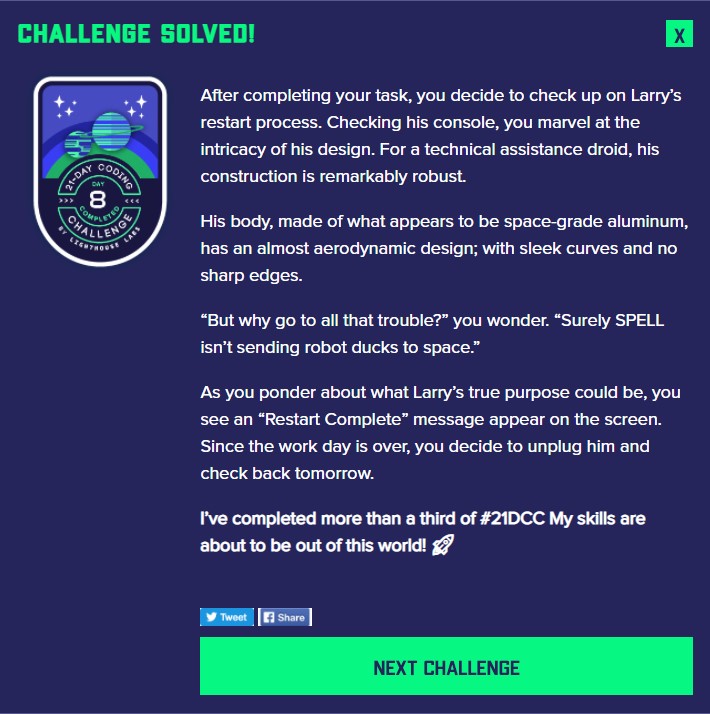 CHALLENGE SOLVED!
X
21-DAY CODING
DAY
8
COMPLETED
>>> <<<
CHALLENGE
BY LIGHTHOUSE LABS
After completing your task, you decide to check up on Larry’s
restart process. Checking his console, you marvel at the
intricacy of his design. For a technical assistance droid, his
construction is remarkably robust.
His body, made of what appears to be space-grade aluminum,
has an almost aerodynamic design; with sleek curves and no
sharp edges.
“But why go to all that trouble?” you wonder. “Surely SPELL
isn’t sending robot ducks to space.”
As you ponder about what Larry’s true purpose could be, you
see an “Restart Complete” message appear on the screen.
Since the work day is over, you decide to unplug him and
check back tomorrow.
I’ve completed more than a third of #21DCC My skills are
about to be out of this world! 🚀
Tweet
Share
NEXT CHALLENGE